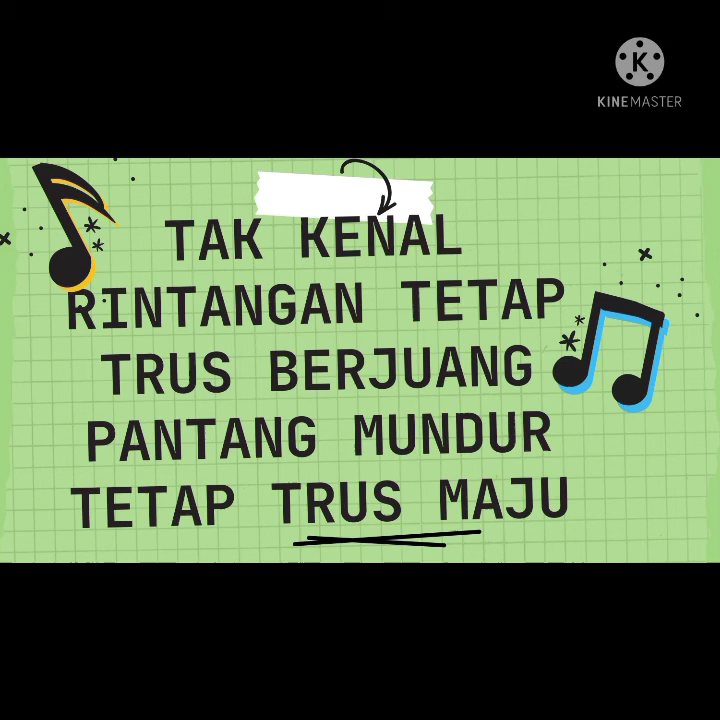 KINEMASTER
TAK KENAL
RINTANGAN TETAP
TRUS BERJUANG
PANTANG MUNDUR
TETAP TRUS MAJU